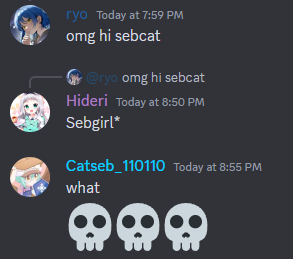 ryo Today at 7:59 PM
omg hi sebcat
@ryo omg hi sebcat
Hideri Today at 8:50 PM
Sebgirl*
Catseb_110110 Today at 8:55 PM
what
💀💀💀